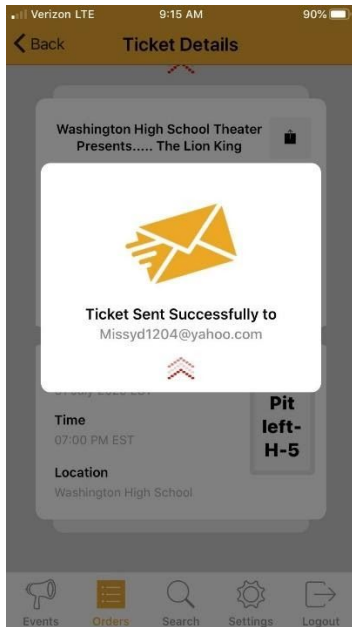 Verizon LTE 9:15 AM 90%
Back Ticket Details
Washington High School Theater
Presents..... The Lion King
Ticket Sent Successfully to
Missyd1204@yahoo.com
Pit
left-
H-5
Time
07:00 PM EST
Location
Washington High School
Events Orders Search Settings Logout